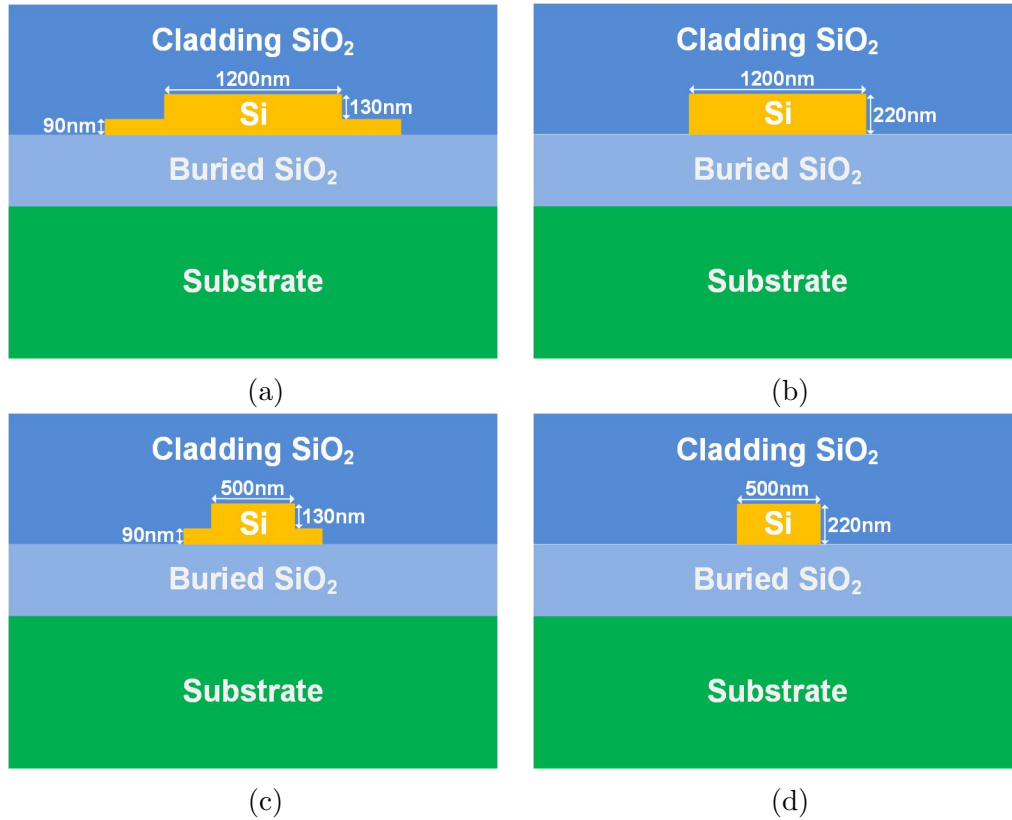 Cladding SiO₂
1200nm
130nm
Si
90nm
Buried SiO₂
Substrate
(a)
Cladding SiO₂
1200nm
Si
220nm
Buried SiO₂
Substrate
(b)
Cladding SiO₂
500nm
130nm
Si
90nm
Buried SiO₂
Substrate
(c)
Cladding SiO₂
500nm
Si
220nm
Buried SiO₂
Substrate
(d)